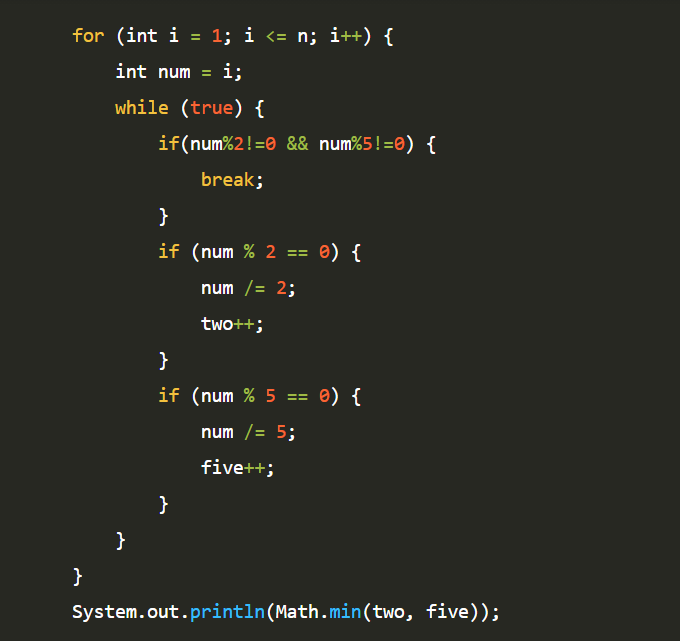 for (int i = 1; i <= n; i++) {
    int num = i;
    while (true) {
        if(num%2!=0 && num%5!=0) {
            break;
        }
        if (num % 2 == 0) {
            num /= 2;
            two++;
        }
        if (num % 5 == 0) {
            num /= 5;
            five++;
        }
    }
}
System.out.println(Math.min(two, five));